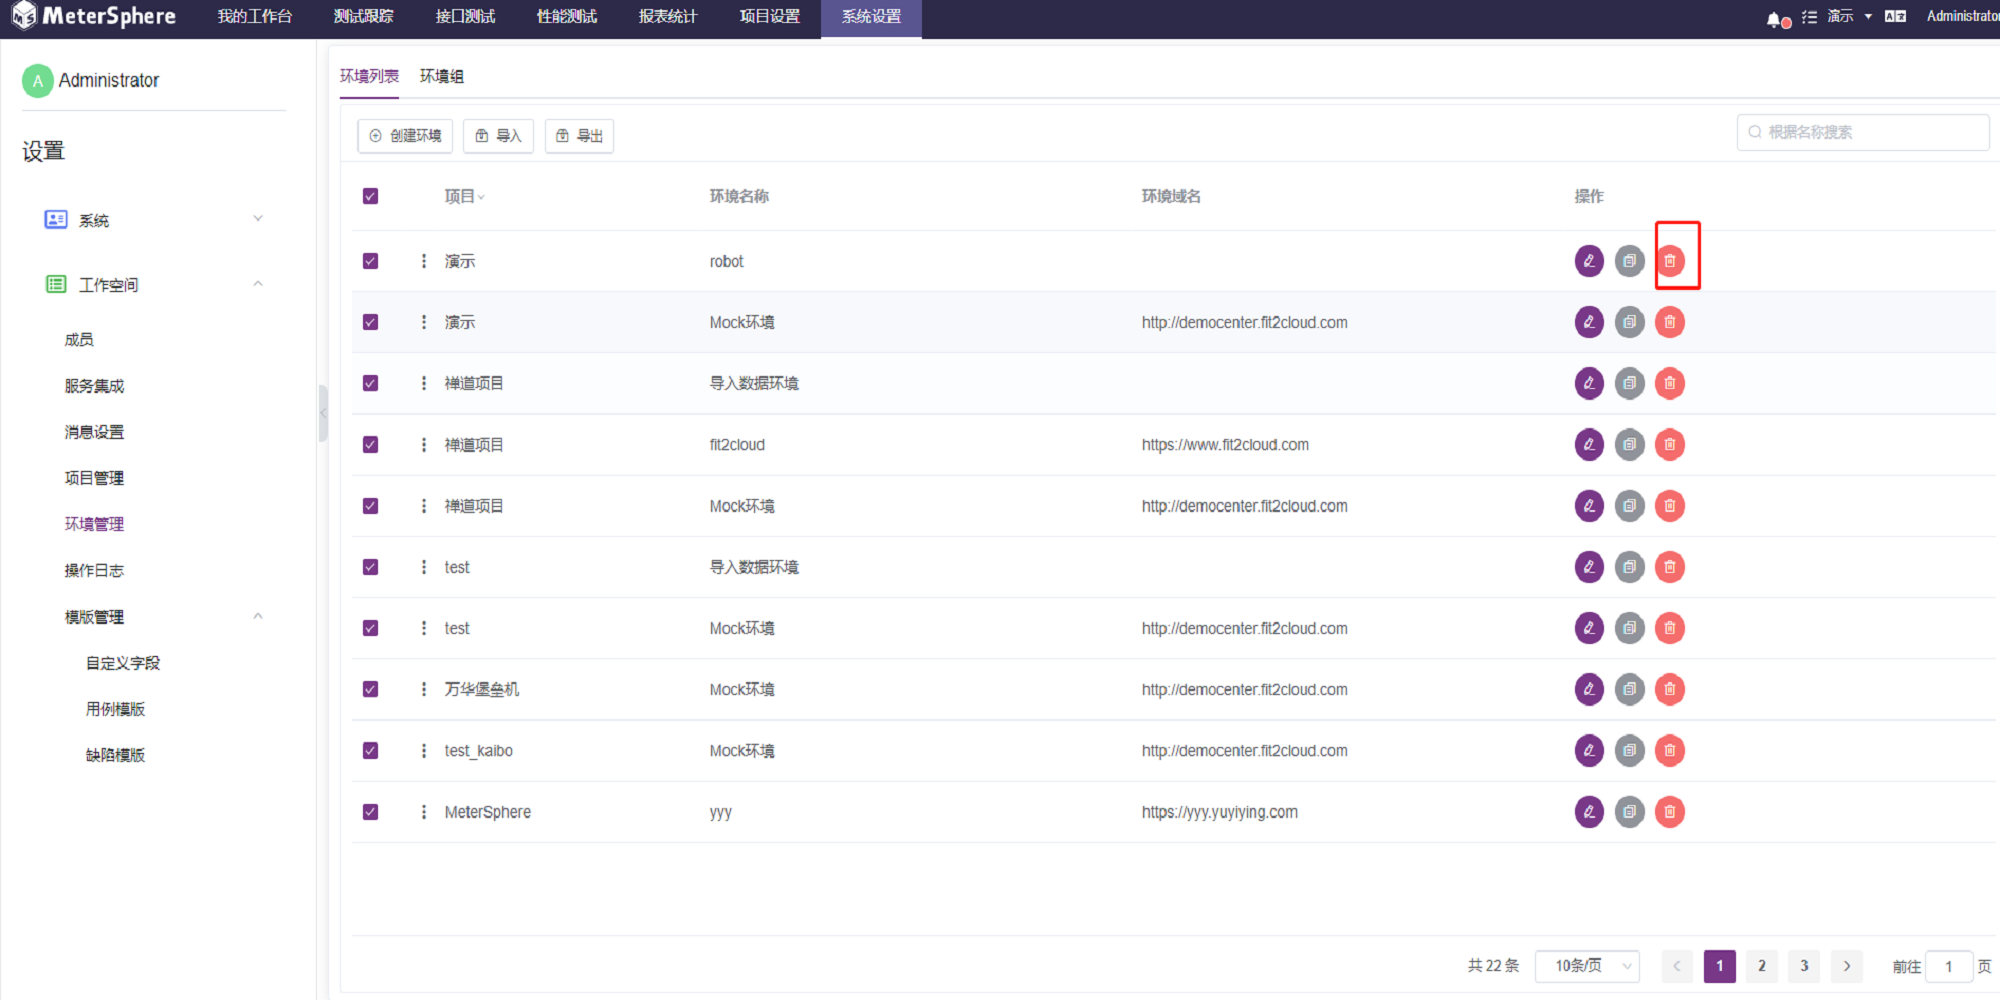 MeterSphere 我的工作台 测试跟踪 接口测试 性能测试 报表统计 项目设置 系统设置 演示 Administrator
A Administrator
设置
系统
工作空间
成员
服务集成
消息设置
项目管理
环境管理
操作日志
模版管理
自定义字段
用例模版
缺陷模版
环境列表 环境组
创建环境 导入 导出 根据名称搜索
项目 环境名称 环境域名 操作
演示 robot
演示 Mock环境 http://democenter.fit2cloud.com
禅道项目 导入数据环境
禅道项目 fit2cloud https://www.fit2cloud.com
禅道项目 Mock环境 http://democenter.fit2cloud.com
test 导入数据环境
test Mock环境 http://democenter.fit2cloud.com
万华堡垒机 Mock环境 http://democenter.fit2cloud.com
test_kaibo Mock环境 http://democenter.fit2cloud.com
MeterSphere yyy https://yyy.yuyiying.com
共 22 条 10条/页 1 2 3 前往 1 页